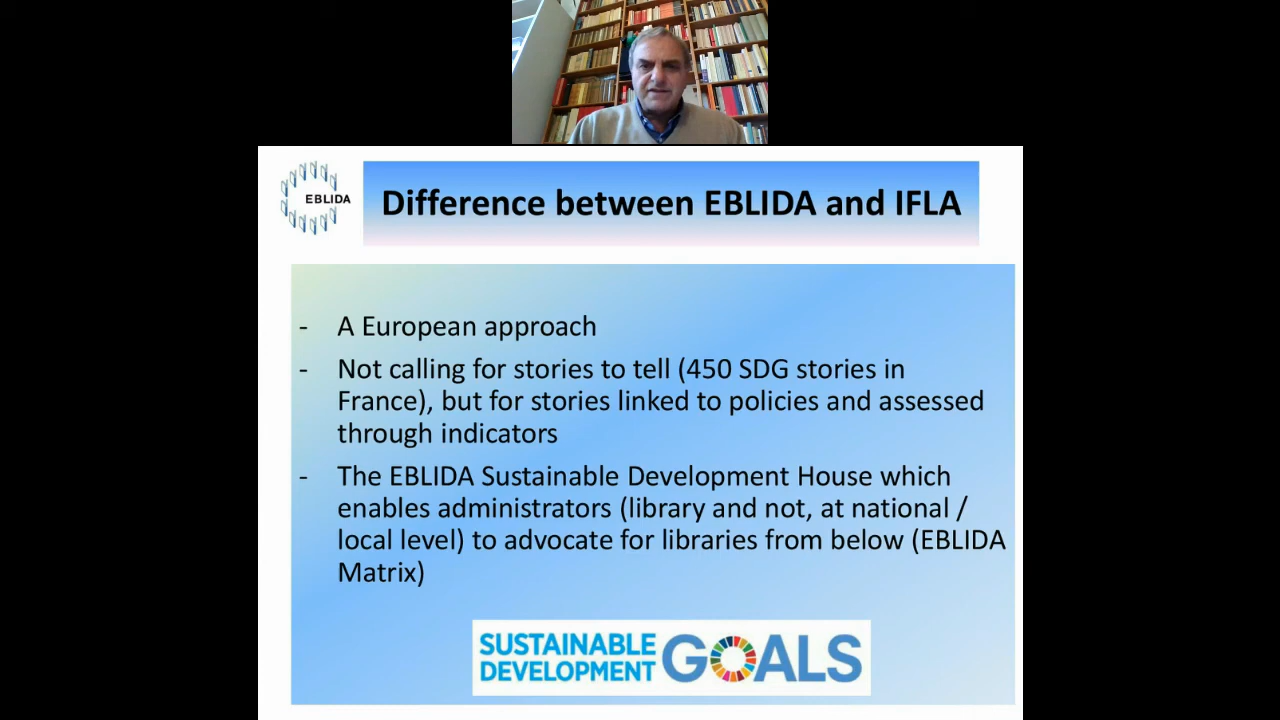 EBLIDA
Difference between EBLIDA and IFLA
- A European approach
- Not calling for stories to tell (450 SDG stories in
France), but for stories linked to policies and assessed
through indicators
- The EBLIDA Sustainable Development House which
enables administrators (library and not, at national /
local level) to advocate for libraries from below (EBLIDA
Matrix)
SUSTAINABLE
DEVELOPMENT
GOALS